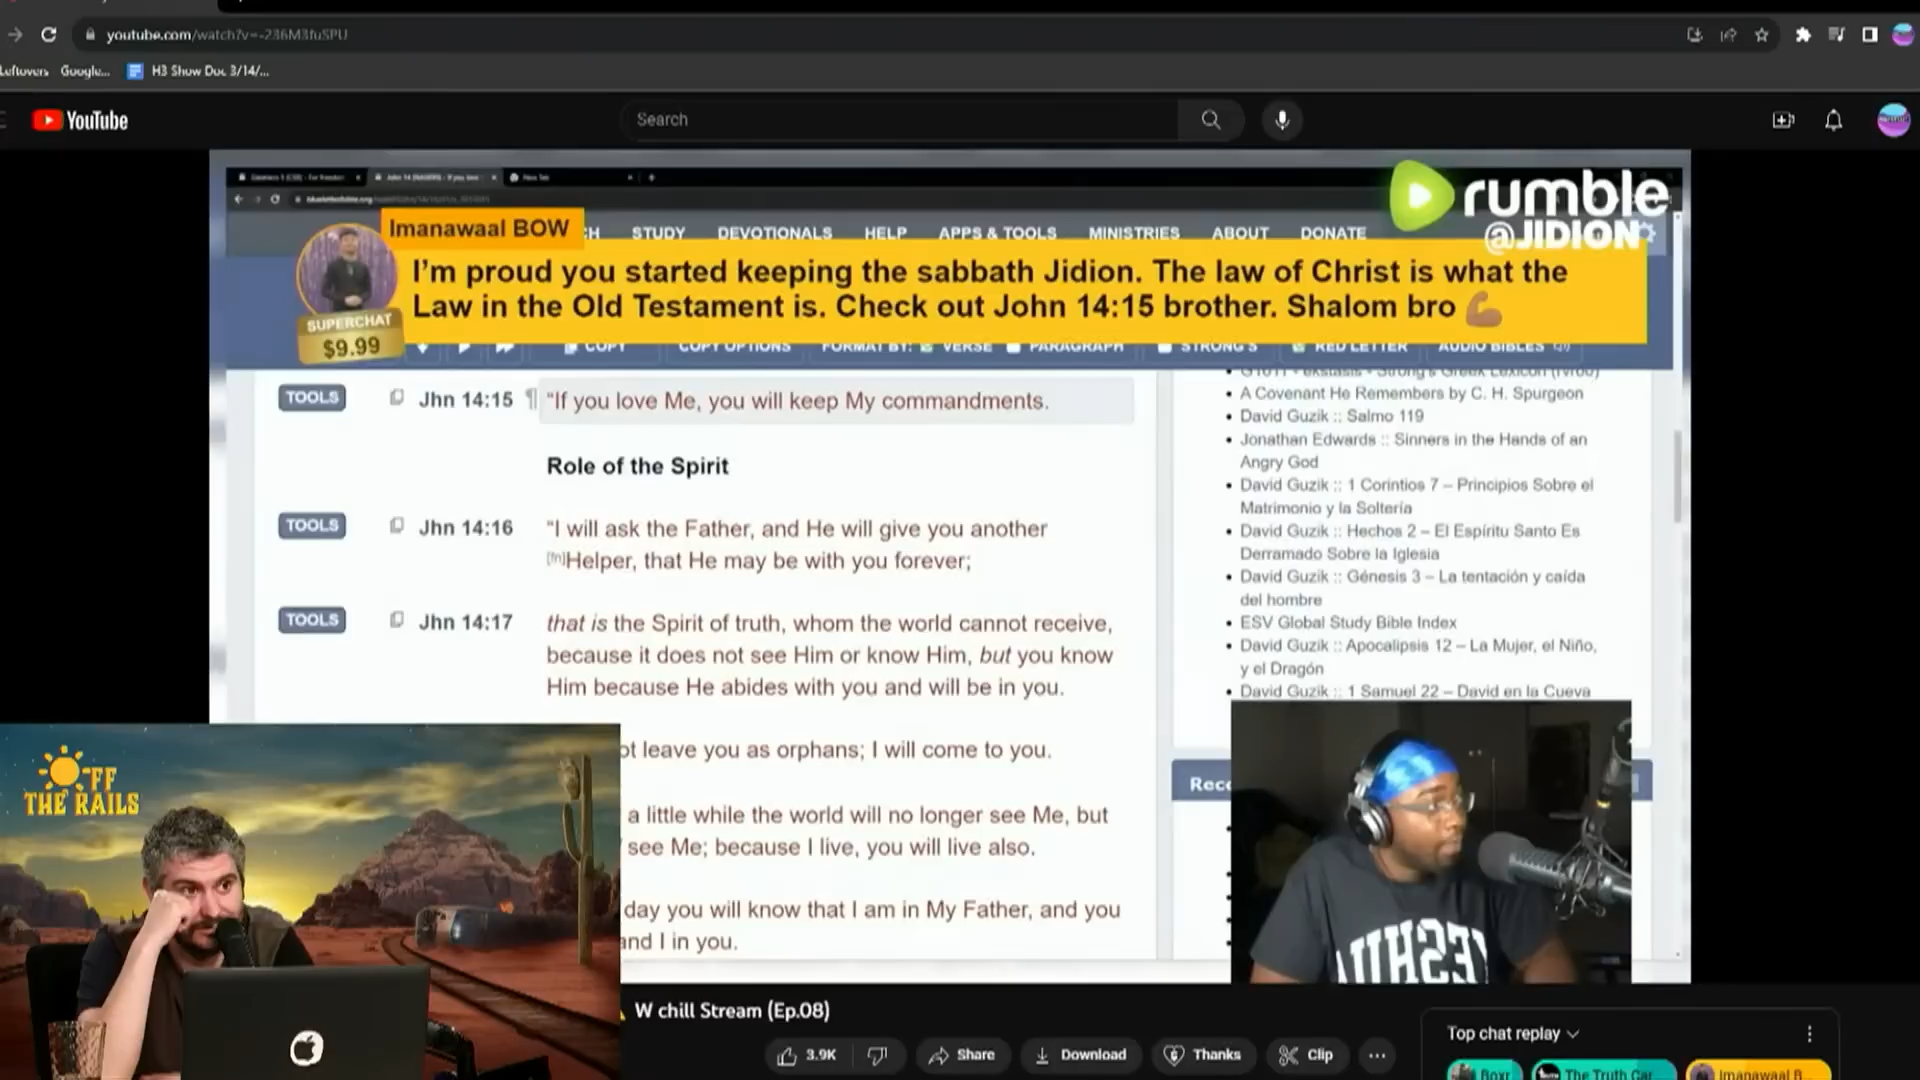 youtube.com/watch?v=-236M3fuSPU
Leftovers
Google...
H3 Show Doc 3/14/...
YouTube
Search
rumble
@JIDION
Imanawaal BOW
STUDY
DEVOTIONALS
HELP
APPS & TOOLS
MINISTRIES
ABOUT
DONATE
I'm proud you started keeping the sabbath Jidion. The law of Christ is what the
Law in the Old Testament is. Check out John 14:15 brother. Shalom bro 💪🏾
SUPERCHAT
$9.99
COPY
COPY OPTIONS
FORMAT BY:
VERSE
PARAGRAPH
STRONG'S
RED LETTER
AUDIO BIBLES
TOOLS
Jhn 14:15
¶
"If you love Me, you will keep My commandments.
Role of the Spirit
TOOLS
Jhn 14:16
"I will ask the Father, and He will give you another
[fn]Helper, that He may be with you forever;
TOOLS
Jhn 14:17
that is the Spirit of truth, whom the world cannot receive,
because it does not see Him or know Him, but you know
Him because He abides with you and will be in you.
ot leave you as orphans; I will come to you.
a little while the world will no longer see Me, but
see Me; because I live, you will live also.
day you will know that I am in My Father, and you
and I in you.
• A Covenant He Remembers by C. H. Spurgeon
• David Guzik :: Salmo 119
• Jonathan Edwards :: Sinners in the Hands of an
Angry God
• David Guzik :: 1 Corintios 7 – Principios Sobre el
Matrimonio y la Soltería
• David Guzik :: Hechos 2 – El Espíritu Santo Es
Derramado Sobre la Iglesia
• David Guzik :: Génesis 3 – La tentación y caída
del hombre
• ESV Global Study Bible Index
• David Guzik :: Apocalipsis 12 – La Mujer, el Niño,
y el Dragón
• David Guzik :: 1 Samuel 22 – David en la Cueva
Rec
OFF
THE RAILS
W chill Stream (Ep.08)
3.9K
Share
Download
Thanks
Clip
Top chat replay
Boxr
The Truth Gar
Imanawaal B